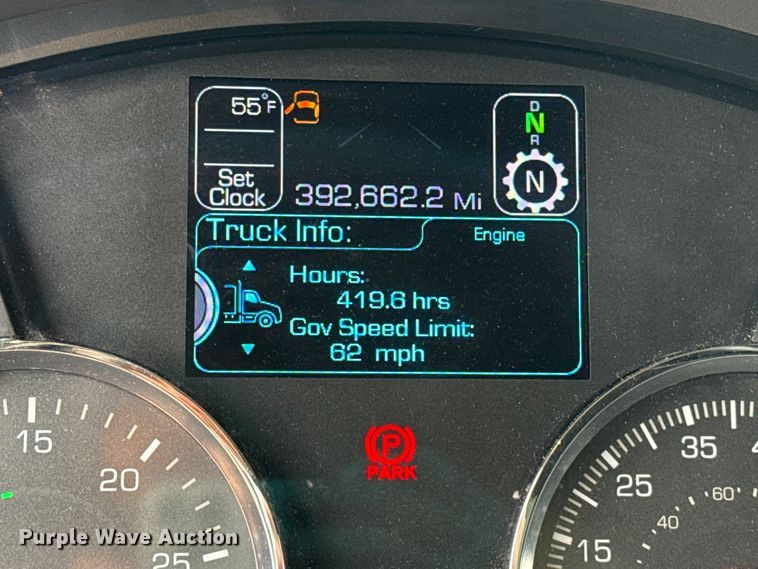 55°F
Set
Clock
392,662.2 Mi
D
N
R
N
Truck Info:
Engine
Hours:
419.6 hrs
Gov Speed Limit:
62 mph
P
PARK
15
20
25
15
25
35
40
60
Purple Wave Auction